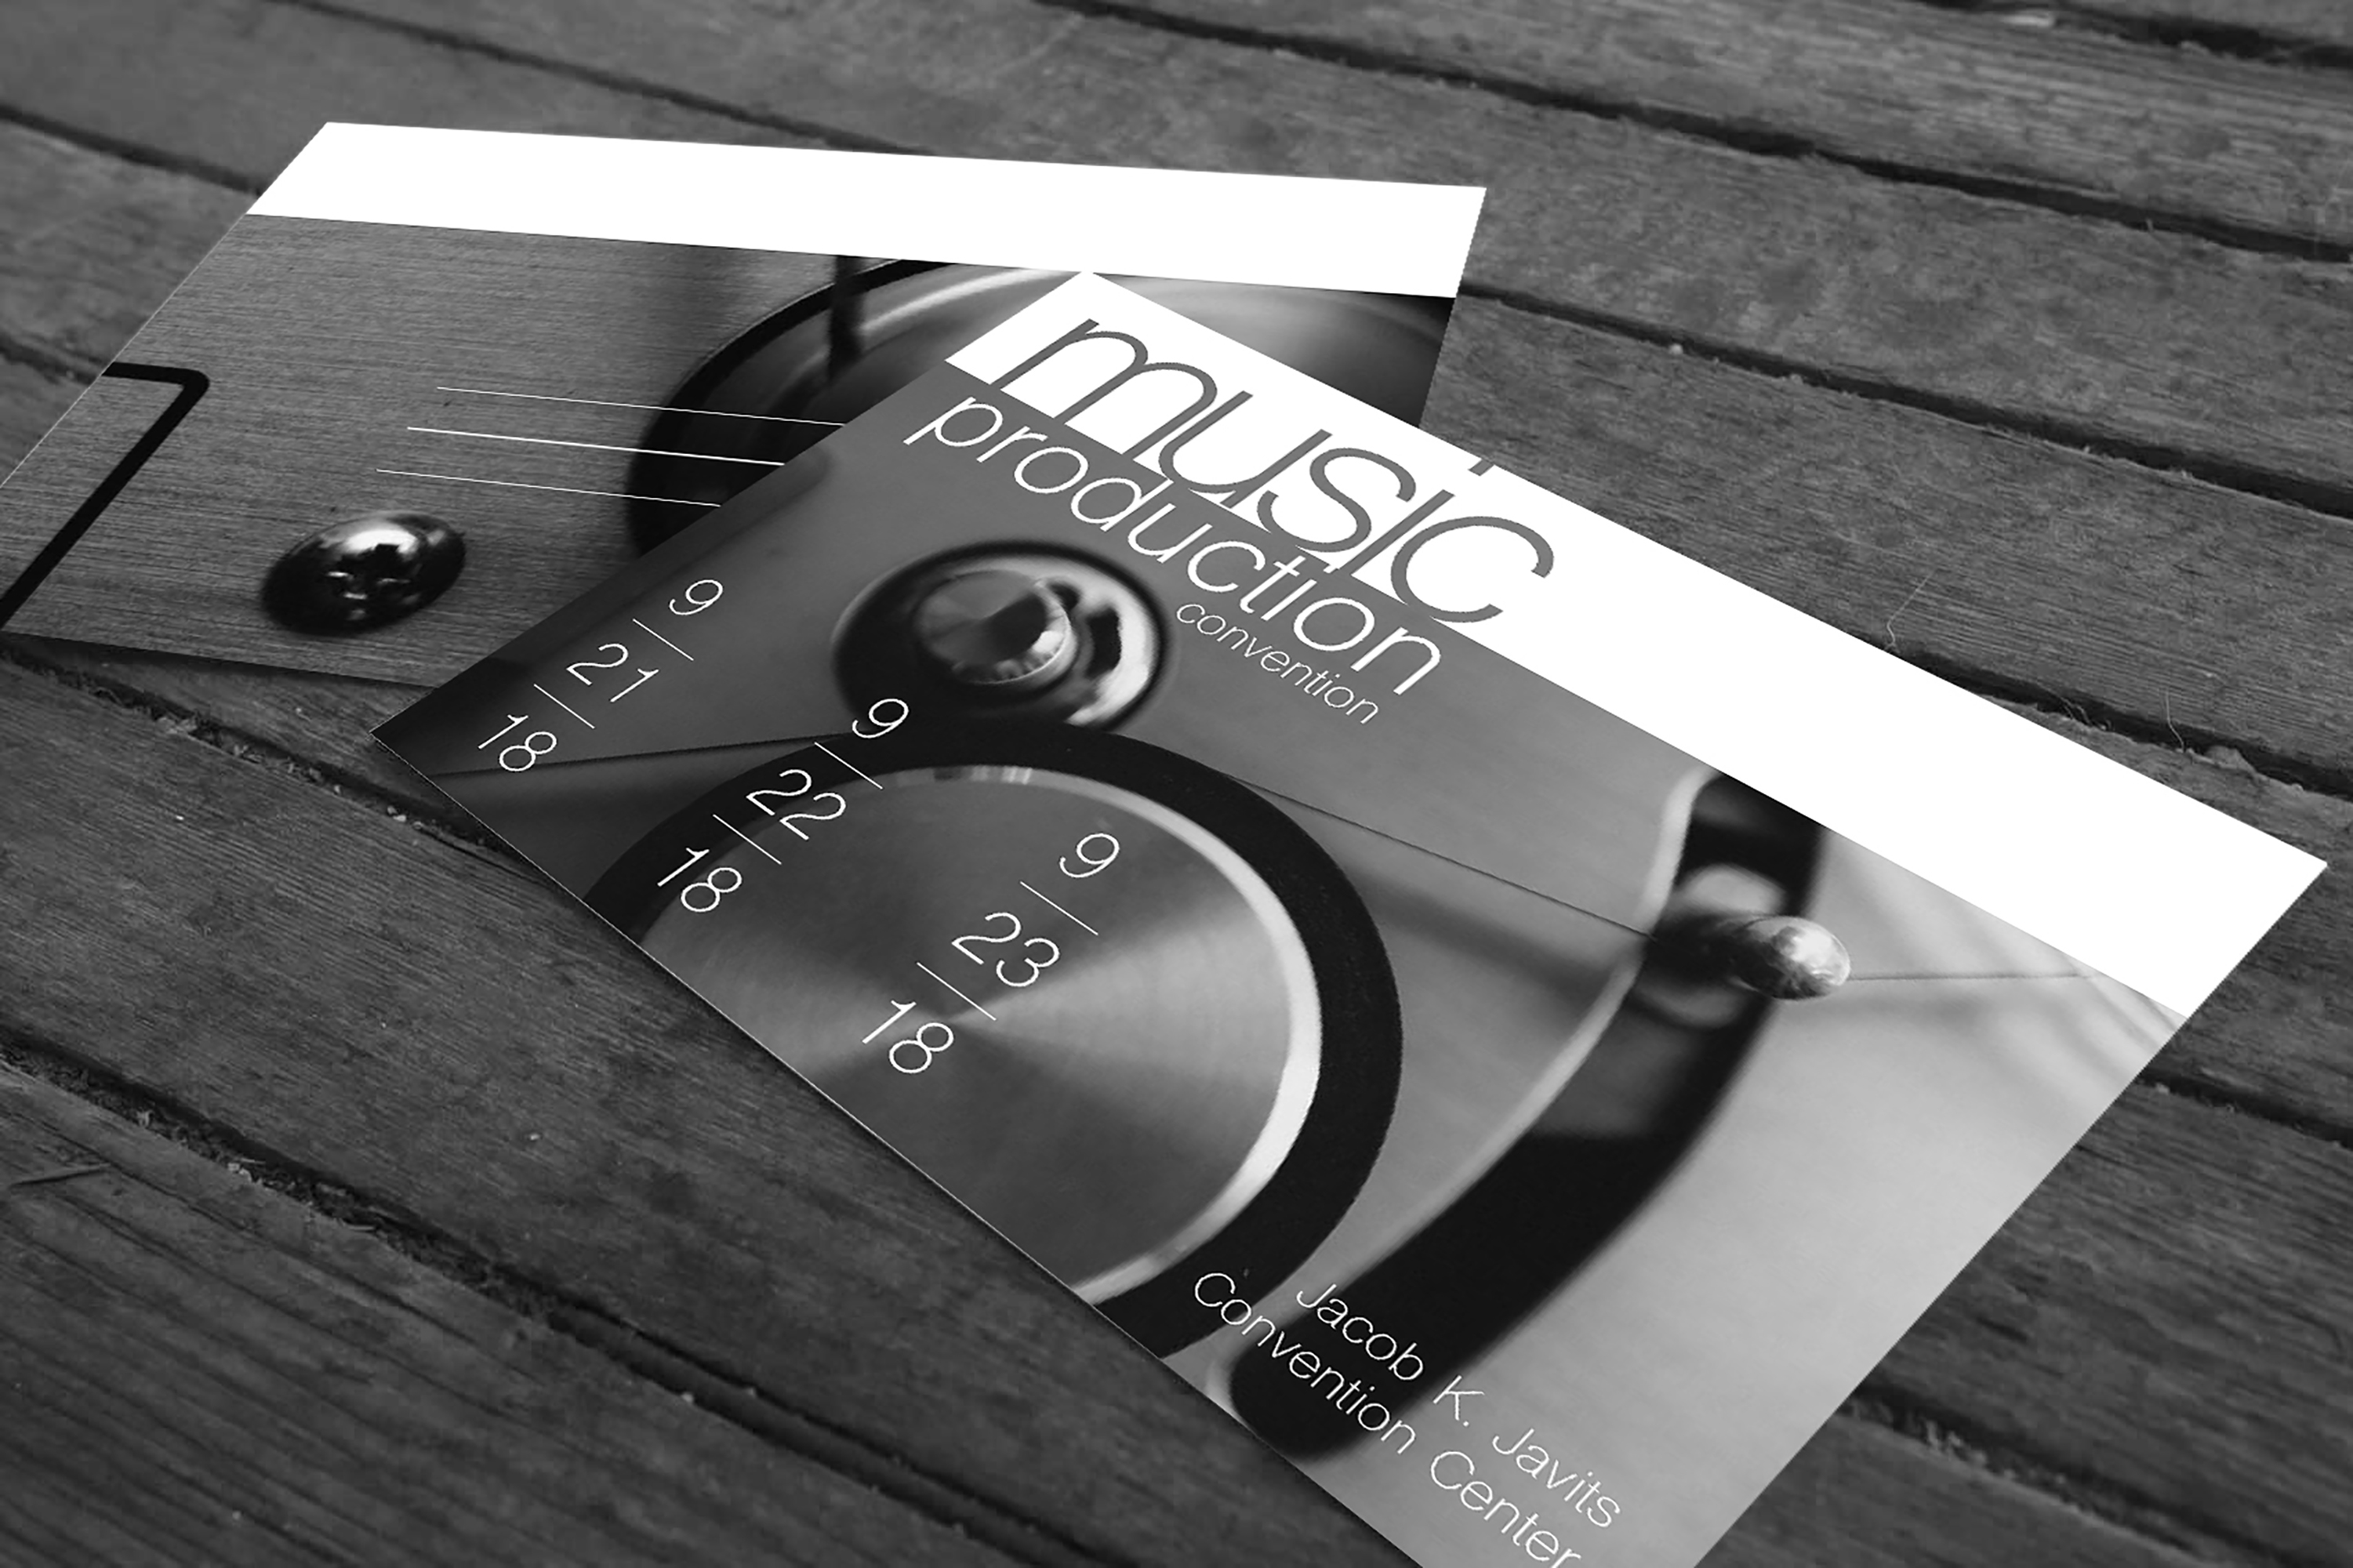 music
production
convention
9
21
18
9
22
18
9
23
18
Jacob K. Javits
Convention Center